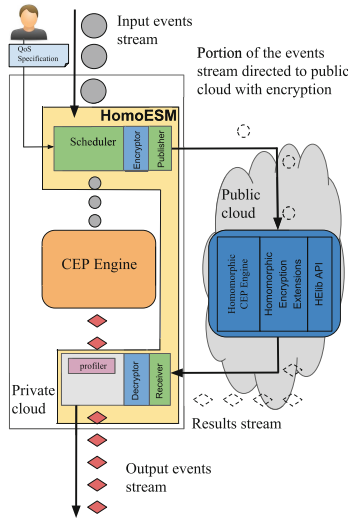 Input events
stream
QoS
Specification
Portion of the events
stream directed to public
cloud with encryption
HomoESM
Scheduler
Encryptor
Publisher
Public
cloud
CEP Engine
Homomorphic
CEP Engine
Homomorphic
Encryption
Extensions
HElib API
profiler
Decryptor
Receiver
Private
cloud
Results stream
Output events
stream